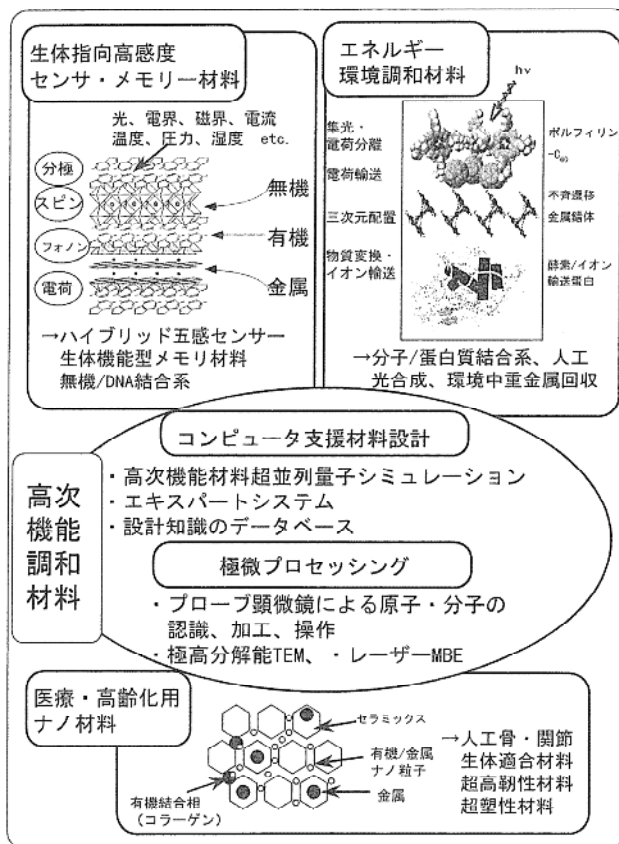 生体指向高感度
センサ・メモリー材料
光、電界、磁界、電流
温度、圧力、湿度 etc.
分極
スピン
フォノン
電荷
無機
有機
金属
→ハイブリッド五感センサー
生体機能型メモリ材料
無機/DNA結合系
エネルギー
環境調和材料
hν
集光・
電荷分離
電荷輸送
三次元配置
物質変換・
イオン輸送
ポルフィリン
-C₆₀
不斉遷移
金属錯体
酵素/イオン
輸送蛋白
→分子/蛋白質結合系、人工
光合成、環境中重金属回収
高次
機能
調和
材料
コンピュータ支援材料設計
・高次機能材料超並列量子シミュレーション
・エキスパートシステム
・設計知識のデータベース
極微プロセッシング
・プローブ顕微鏡による原子・分子の
認識、加工、操作
・極高分解能TEM、・レーザーMBE
医療・高齢化用
ナノ材料
セラミックス
有機/金属
ナノ粒子
金属
有機結合相
(コラーゲン)
→人工骨・関節
生体適合材料
超高靭性材料
超塑性材料